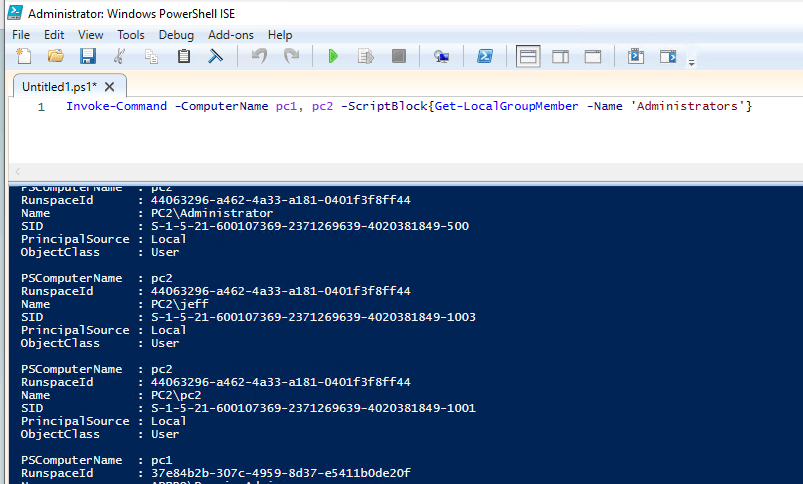 Administrator: Windows PowerShell ISE
File Edit View Tools Debug Add-ons Help
Untitled1.ps1*
1 Invoke-Command -ComputerName pc1, pc2 -ScriptBlock{Get-LocalGroupMember -Name 'Administrators'}
PSComputerName : pc2
RunspaceId : 44063296-a462-4a33-a181-0401f3f8ff44
Name : PC2\Administrator
SID : S-1-5-21-600107369-2371269639-4020381849-500
PrincipalSource : Local
ObjectClass : User
PSComputerName : pc2
RunspaceId : 44063296-a462-4a33-a181-0401f3f8ff44
Name : PC2\jeff
SID : S-1-5-21-600107369-2371269639-4020381849-1003
PrincipalSource : Local
ObjectClass : User
PSComputerName : pc2
RunspaceId : 44063296-a462-4a33-a181-0401f3f8ff44
Name : PC2\pc2
SID : S-1-5-21-600107369-2371269639-4020381849-1001
PrincipalSource : Local
ObjectClass : User
PSComputerName : pc1
RunspaceId : 37e84b2b-307c-4959-8d37-e5411b0de20f